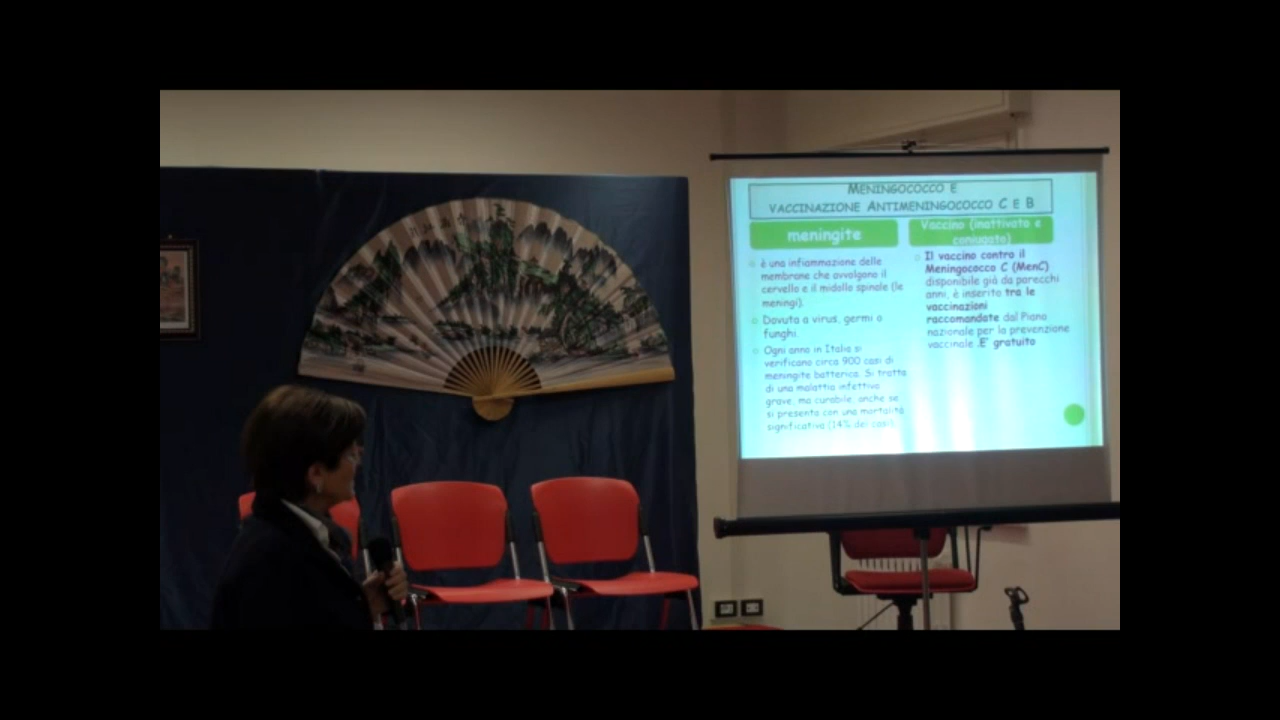 MENINGOCOCCO E
VACCINAZIONE ANTIMENINGOCOCCO C E B
meningite
è una infiammazione delle
membrane che avvolgono il
cervello e il midollo spinale (le
meningi).
Dovuta a virus, germi o
funghi.
Ogni anno in Italia si
verificano circa 900 casi di
meningite batterica. Si tratta
di una malattia infettiva
grave, ma curabile, anche se
si presenta con una mortalità
significativa (14% dei casi).
Vaccino (inattivato e
coniugato)
Il vaccino contro il
Meningococco C (MenC)
disponibile già da parecchi
anni, è inserito tra le
vaccinazioni
raccomandate dal Piano
nazionale per la prevenzione
vaccinale .E' gratuito